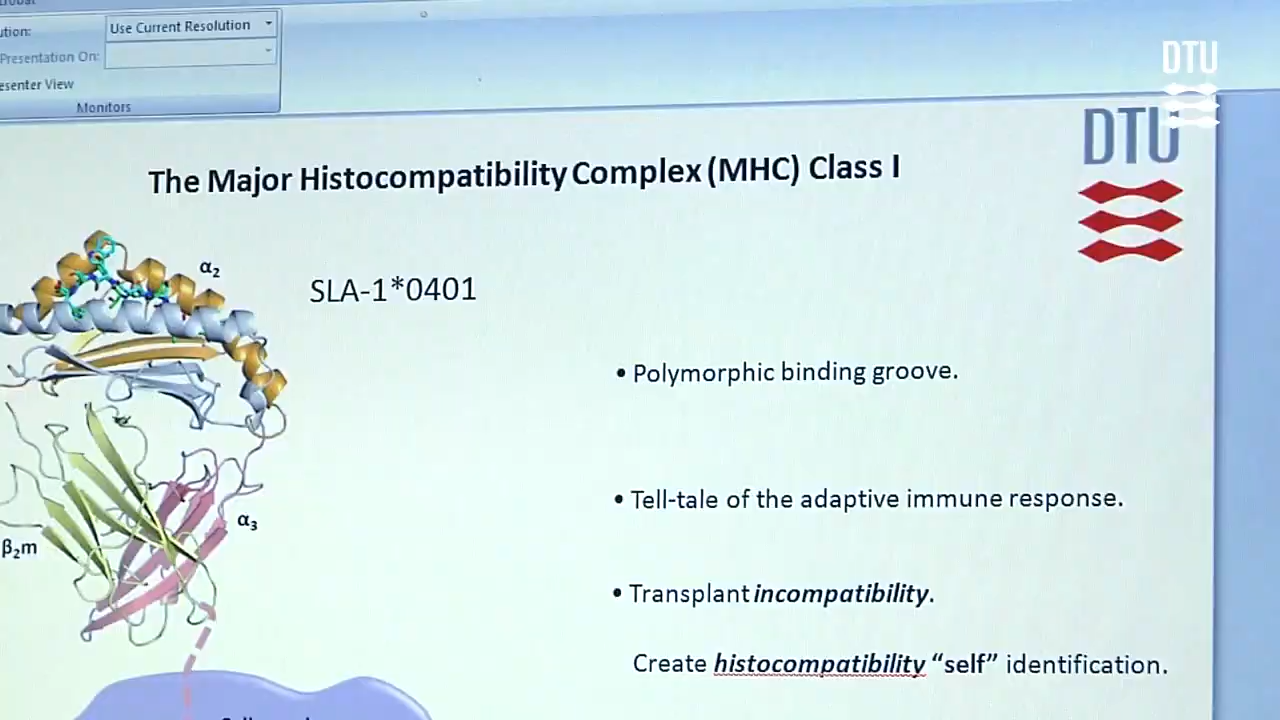 ution:
Use Current Resolution
Presentation On:
esenter View
Monitors
DTU
DTU
The Major Histocompatibility Complex (MHC) Class I
α2
SLA-1*0401
• Polymorphic binding groove.
• Tell-tale of the adaptive immune response.
α3
β2m
• Transplant incompatibility.
Create histocompatibility “self” identification.